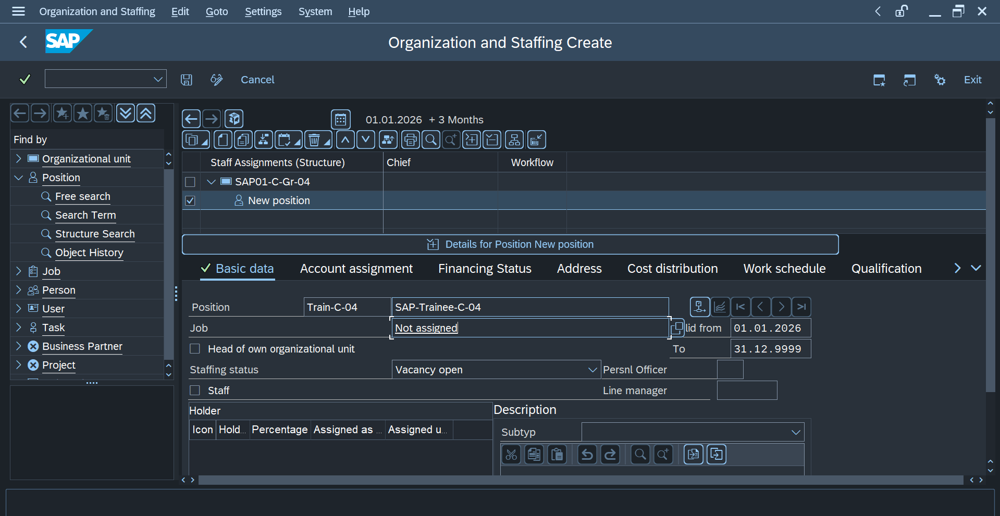 Organization and Staffing Edit Goto Settings System Help
SAP Organization and Staffing Create
Cancel Exit
01.01.2026 + 3 Months
Find by
Organizational unit
Position
Free search
Search Term
Structure Search
Object History
Job
Person
User
Task
Business Partner
Project
Staff Assignments (Structure) Chief Workflow
SAP01-C-Gr-04
New position
Details for Position New position
Basic data Account assignment Financing Status Address Cost distribution Work schedule Qualification
Position Train-C-04 SAP-Trainee-C-04
Job Not assigned lid from 01.01.2026
Head of own organizational unit To 31.12.9999
Staffing status Vacancy open Persnl Officer
Staff Line manager
Holder Description
Icon Hold... Percentage Assigned as ... Assigned u...
Subtyp